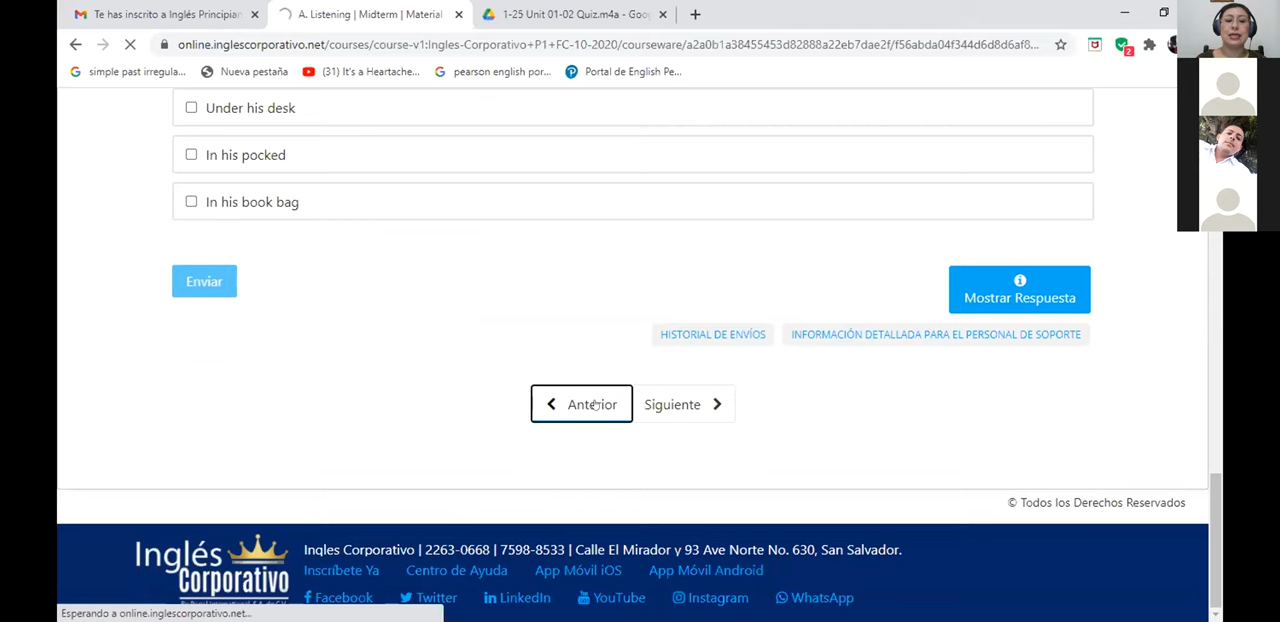 Te has inscrito a Inglés Principian
A. Listening | Midterm | Material
1-25 Unit 01-02 Quiz.m4a - Goo
online.inglescorporativo.net/courses/course-v1:Ingles-Corporativo+P1+FC-10-2020/courseware/a2a0b1a38455453d82888a22eb7dae2f/f56abda04f344d6d8d6af8...
2
simple past irregula...
Nueva pestaña
(31) It's a Heartache...
pearson english por...
Portal de English Pe...
Under his desk
In his pocked
In his book bag
Enviar
Mostrar Respuesta
HISTORIAL DE ENVÍOS
INFORMACIÓN DETALLADA PARA EL PERSONAL DE SOPORTE
Anterior
Siguiente
© Todos los Derechos Reservados
Inglés Corporativo
Inglés Corporativo | 2263-0668 | 7598-8533 | Calle El Mirador y 93 Ave Norte No. 630, San Salvador.
Inscríbete Ya
Centro de Ayuda
App Móvil iOS
App Móvil Android
Facebook
Twitter
LinkedIn
YouTube
Instagram
WhatsApp
Esperando a online.inglescorporativo.net...